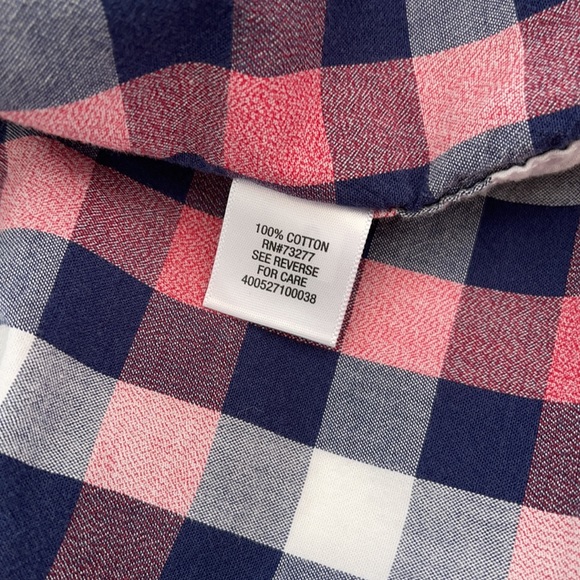 100% COTTON
RN#73277
SEE REVERSE
FOR CARE
400527100038